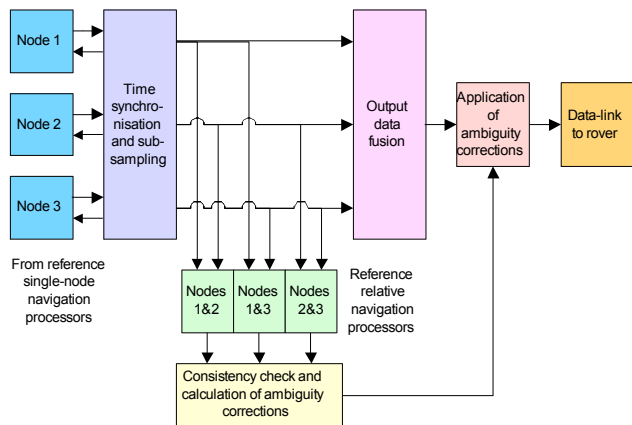 Node 1
Node 2
Node 3
Time
synchro-
nisation
and sub-
sampling
Output
data
fusion
Application
of
ambiguity
corrections
Data-link
to rover
From reference
single-node
navigation
processors
Nodes
1&2
Nodes
1&3
Nodes
2&3
Reference
relative
navigation
processors
Consistency check and
calculation of ambiguity
corrections